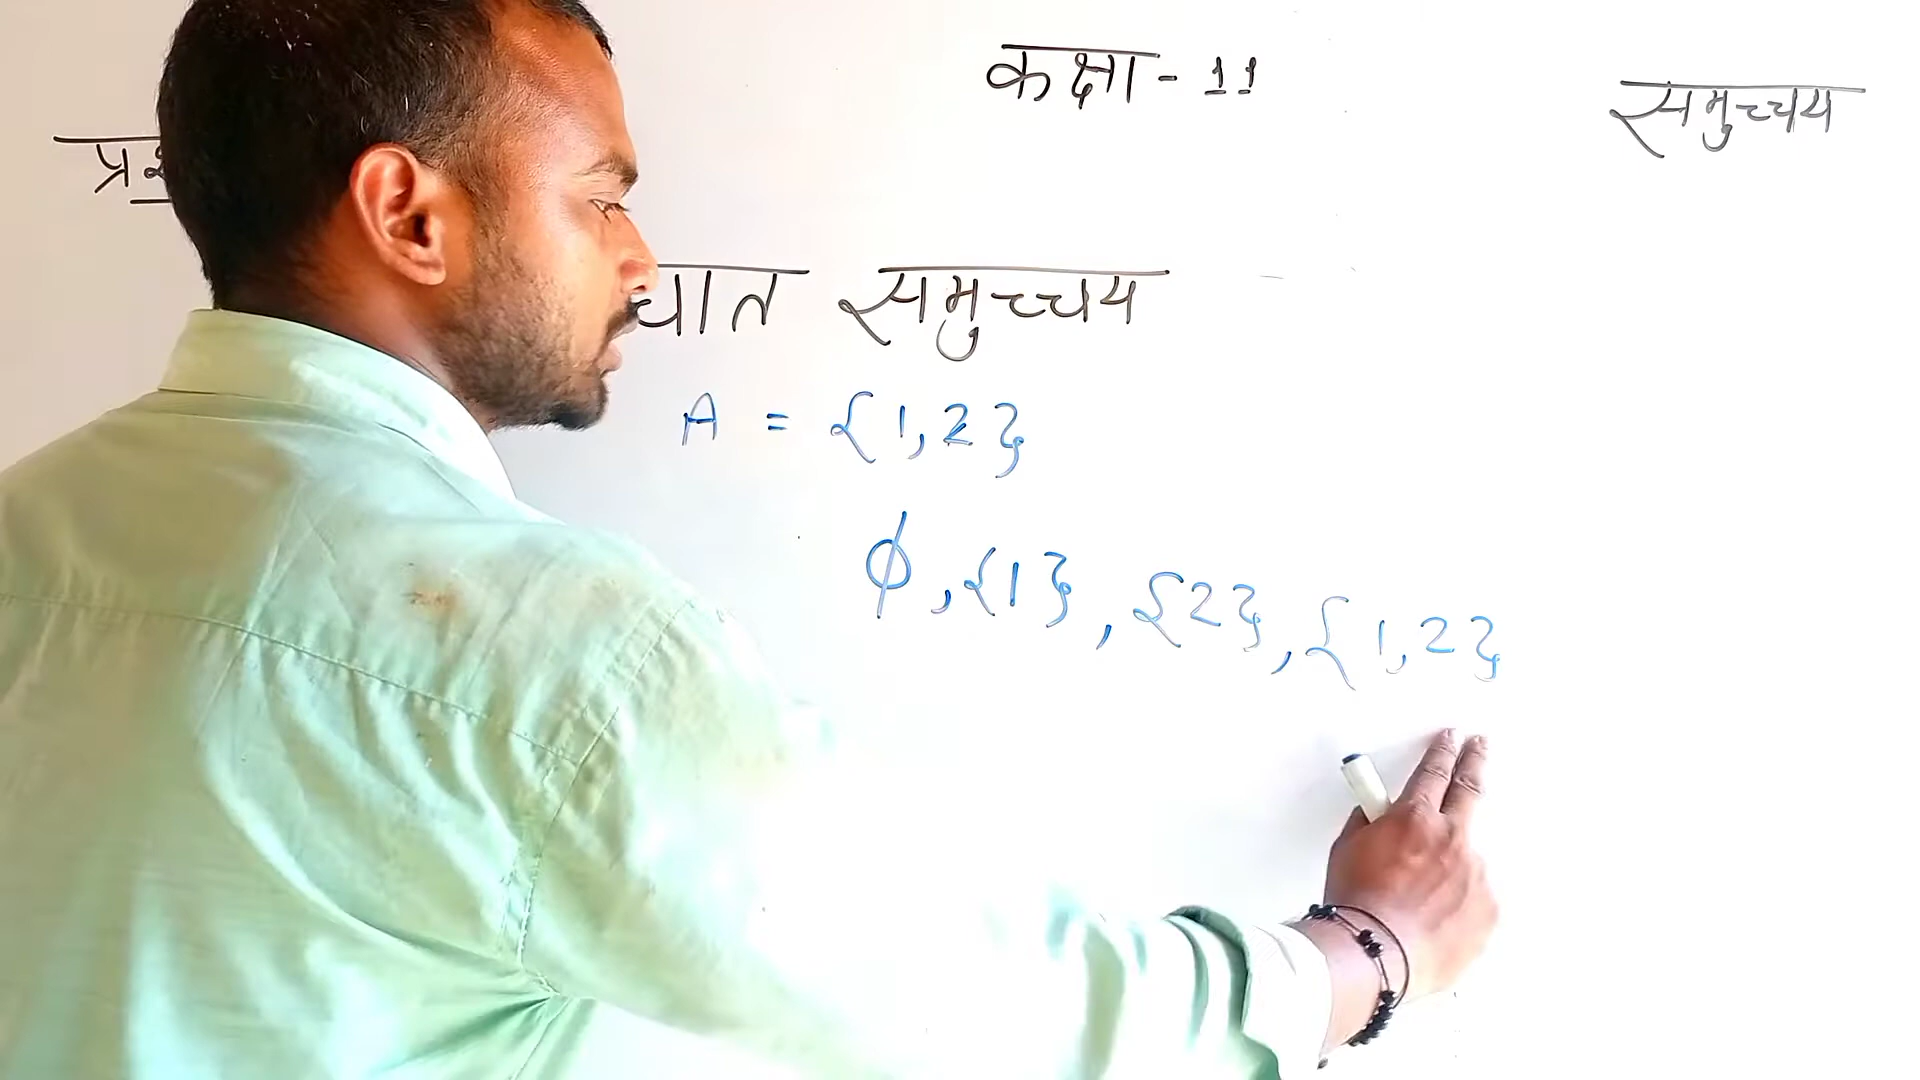 कक्षा - 11
समुच्चय
समुच्चय
A = {1,2}
ϕ, {1}, {2}, {1,2}